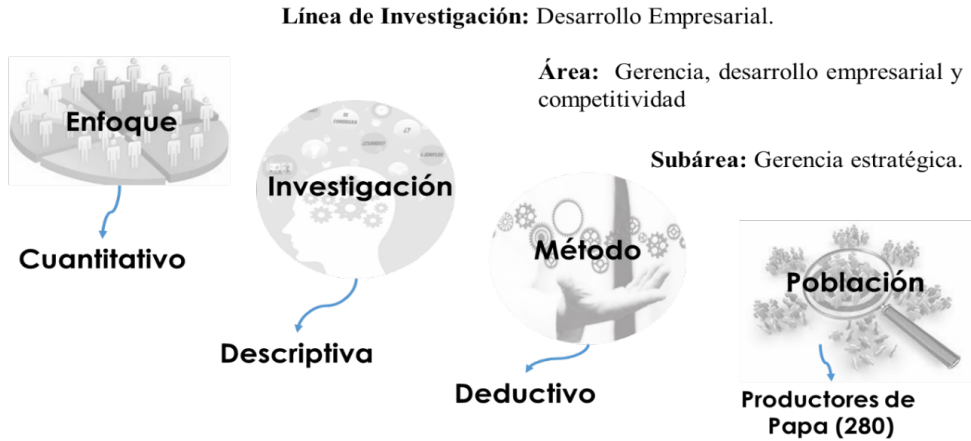 Línea de Investigación: Desarrollo Empresarial.
Área: Gerencia, desarrollo empresarial y
competitividad
Subárea: Gerencia estratégica.
Enfoque
Cuantitativo
Investigación
Descriptiva
Método
Deductivo
Población
Productores de
Papa (280)